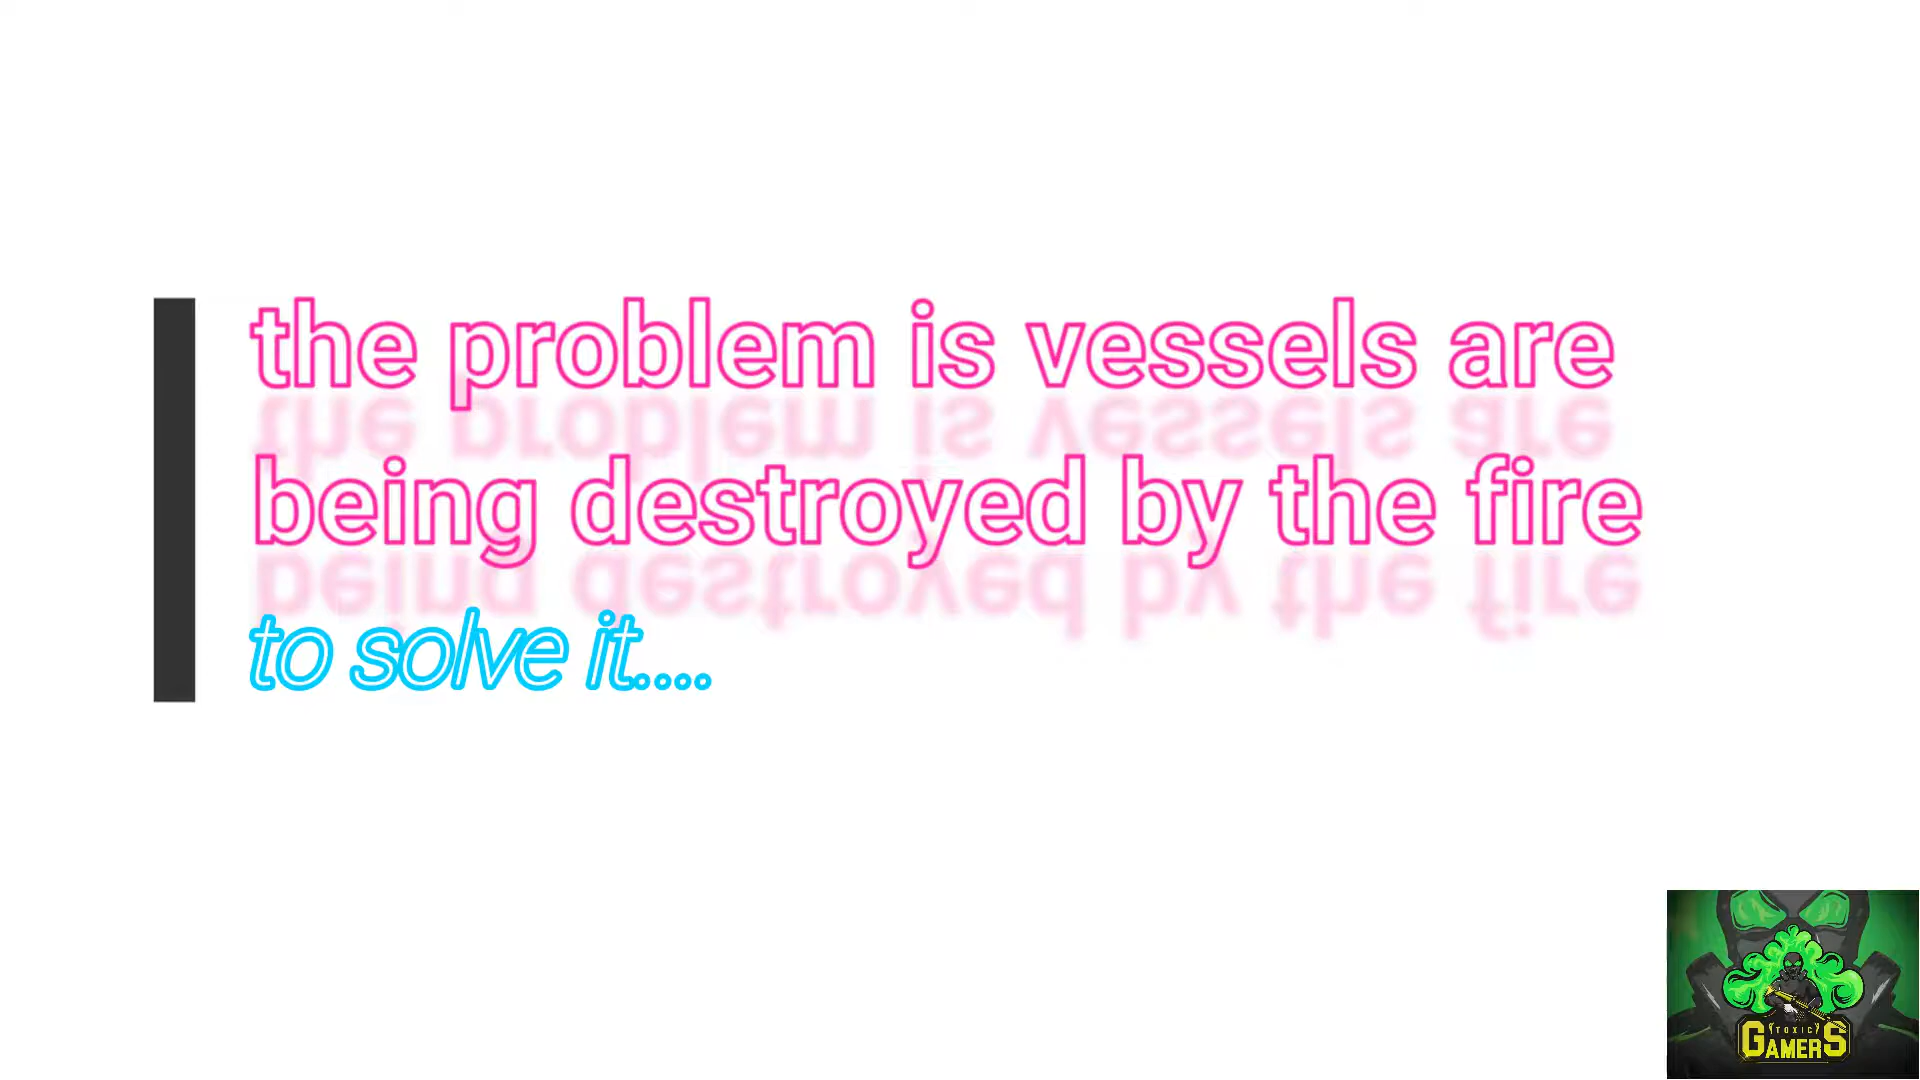 the problem is vessels are
being destroyed by the fire
to solve it....
TOXIC
GAMERS